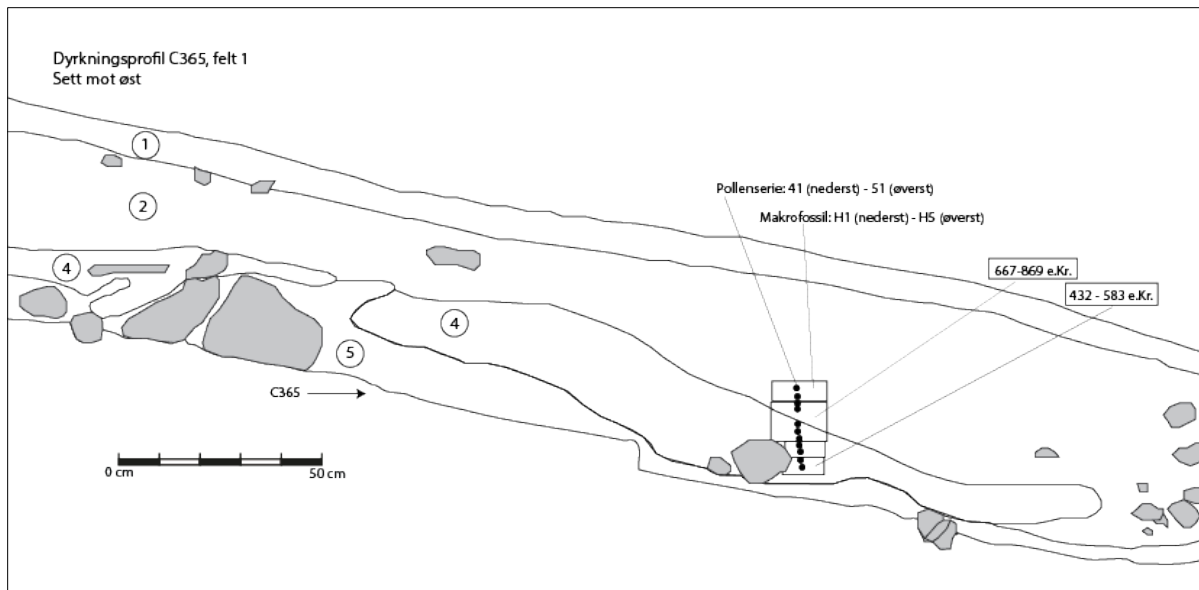 Dyrkningsprofil C365, felt 1
Sett mot øst
1
2
Pollenserie: 41 (nederst) - 51 (øverst)
Makrofossil: H1 (nederst) - H5 (øverst)
667-869 e.Kr.
432 - 583 e.Kr.
4
4
5
C365
0 cm 50 cm